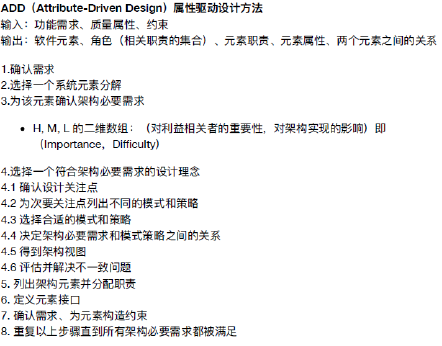 ADD（Attribute-Driven Design）属性驱动设计方法
输入：功能需求、质量属性、约束
输出：软件元素、角色（相关职责的集合）、元素职责、元素属性、两个元素之间的关系
1.确认需求
2.选择一个系统元素分解
3.为该元素确认架构必要需求
• H, M, L 的二维数组：（对利益相关者的重要性，对架构实现的影响）即
（Importance，Difficulty）
4.选择一个符合架构必要需求的设计理念
4.1 确认设计关注点
4.2 为次要关注点列出不同的模式和策略
4.3 选择合适的模式和策略
4.4 决定架构必要需求和模式策略之间的关系
4.5 得到架构视图
4.6 评估并解决不一致问题
5. 列出架构元素并分配职责
6. 定义元素接口
7. 确认需求、为元素构造约束
8. 重复以上步骤直到所有架构必要需求都被满足